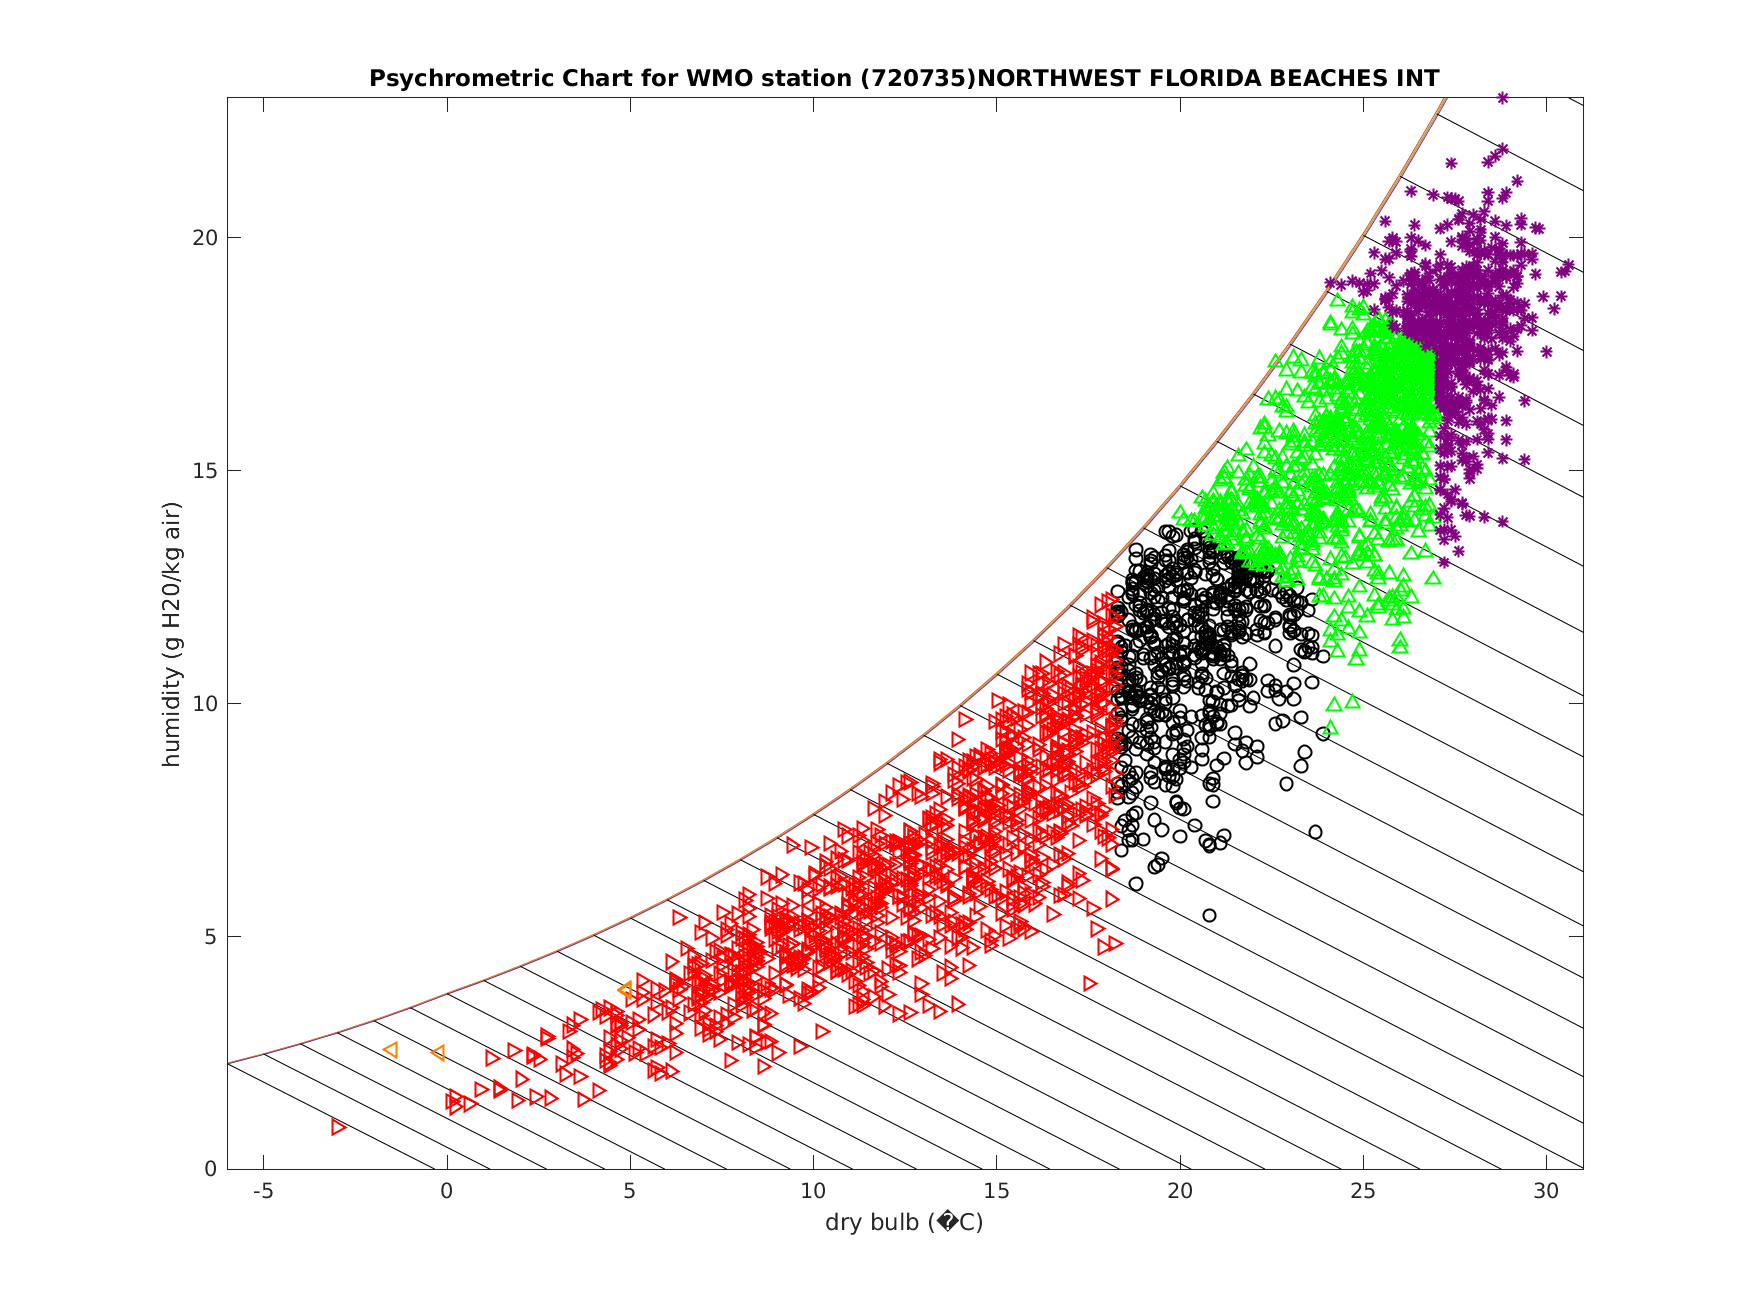 Psychrometric Chart for WMO station (720735)NORTHWEST FLORIDA BEACHES INT
humidity (g H20/kg air)
20
15
10
5
0
-5 0 5 10 15 20 25 30
dry bulb (�C)